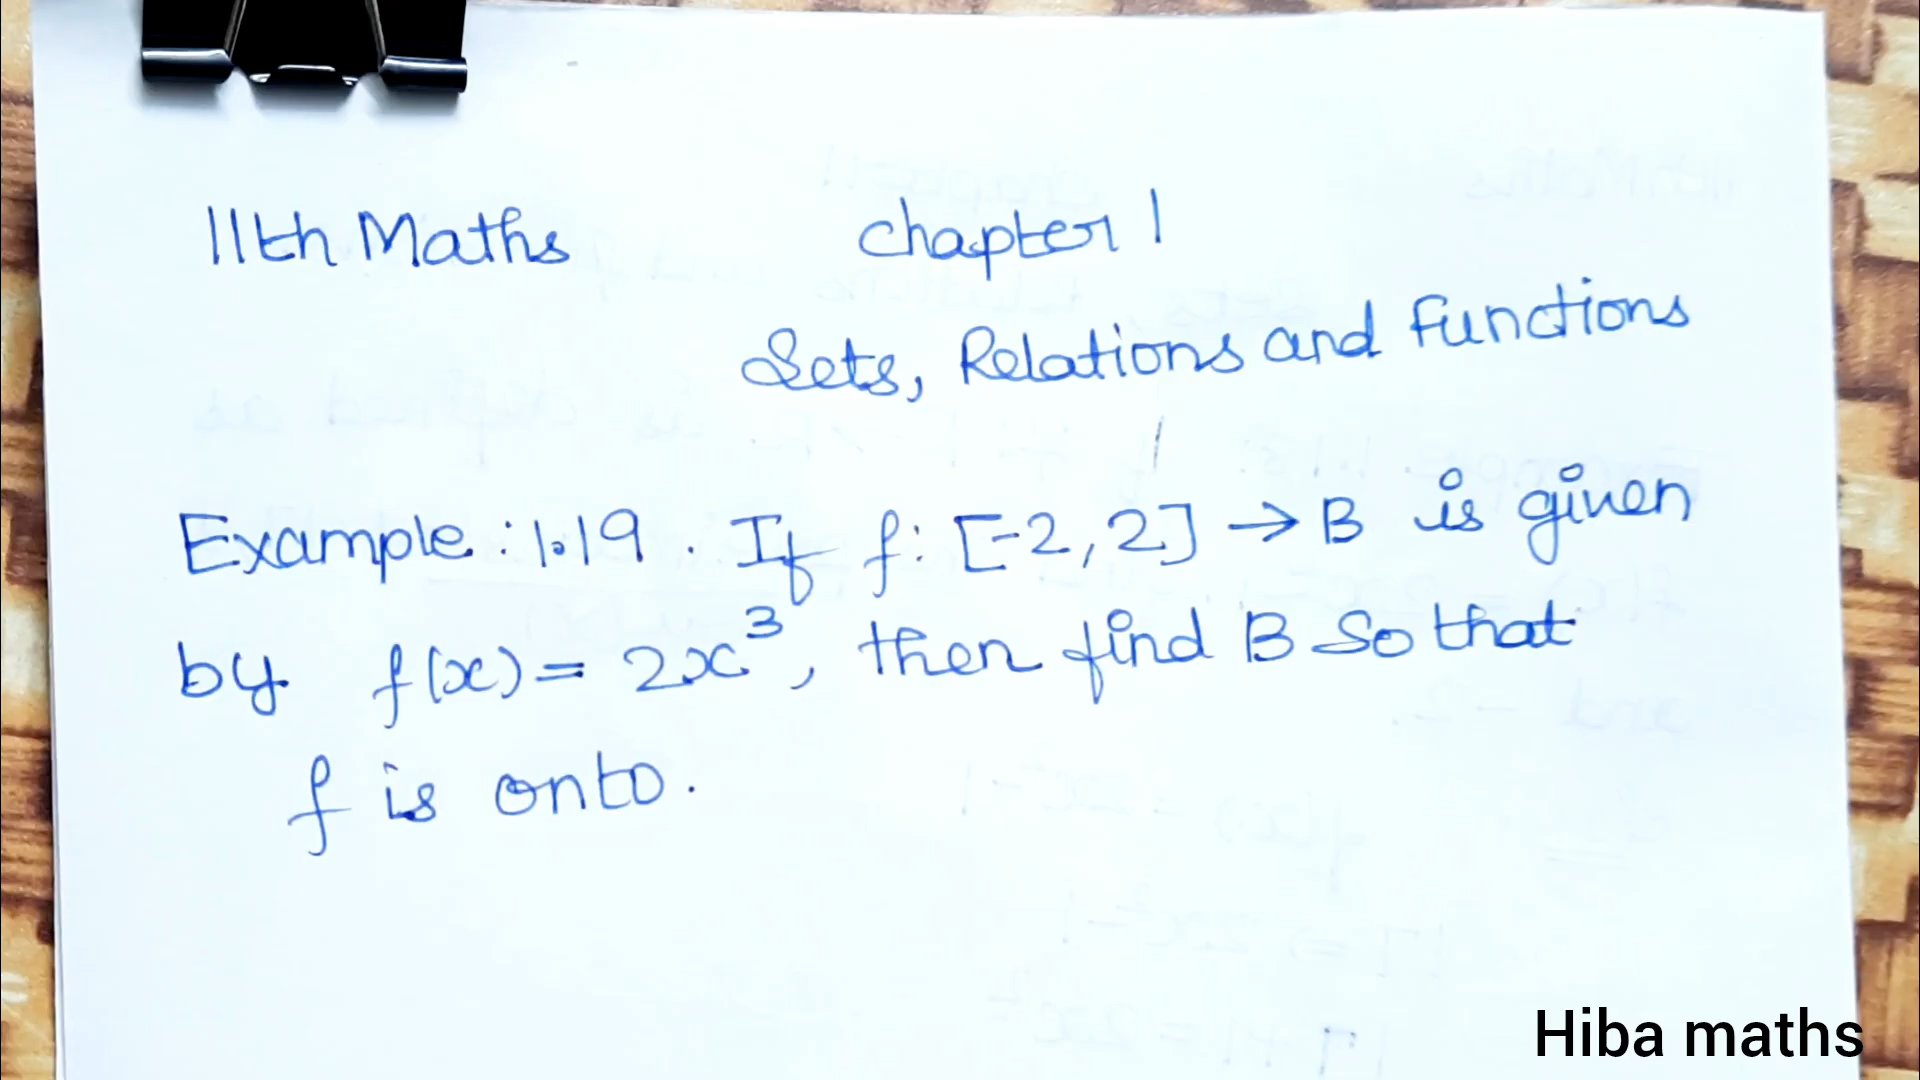 11th Maths chapter 1
Sets, Relations and Functions
Example : 1.19 . If f : [-2, 2] → B is given
by f(x) = 2x³, then find B so that
f is onto.
Hiba maths